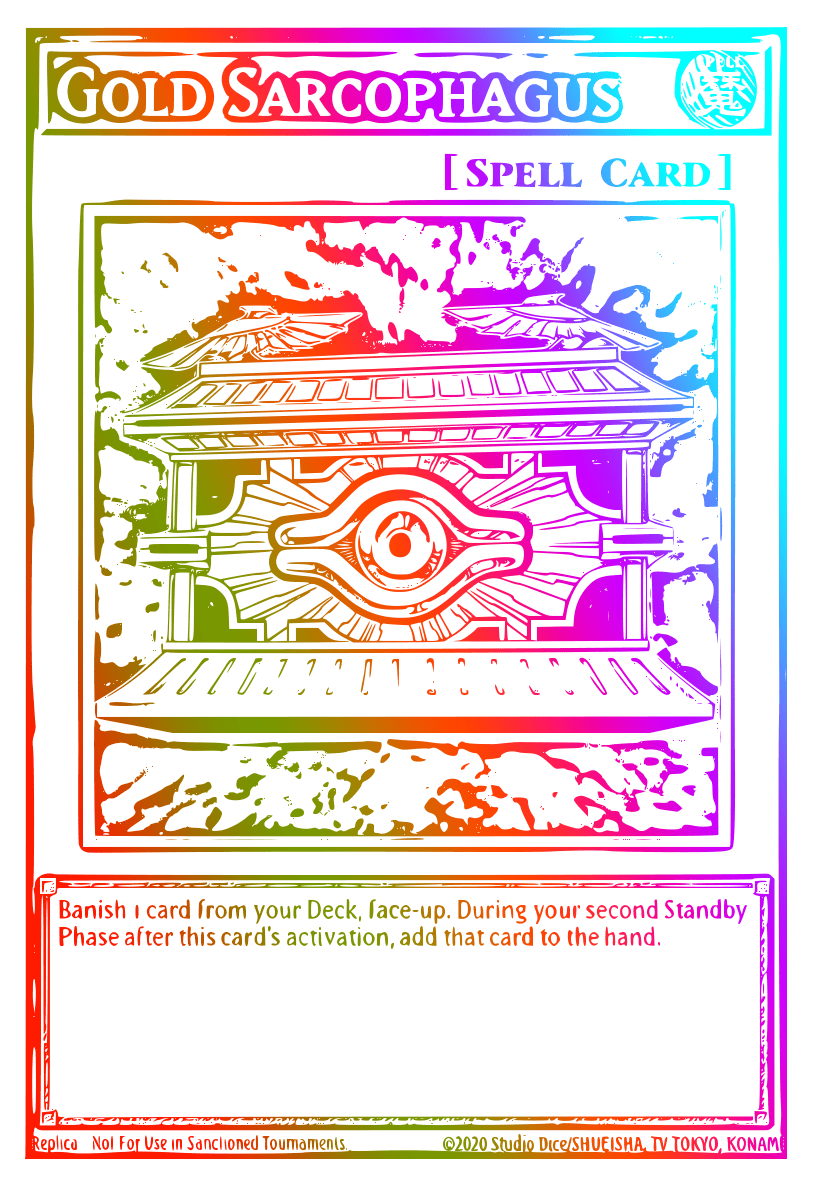 GOLD SARCOPHAGUS
[SPELL CARD]
Banish 1 card from your Deck, face-up. During your second Standby
Phase after this card's activation, add that card to the hand.
Replica Not For Use in Sanctioned Tournaments.
©2020 Studio Dice/SHUEISHA, TV TOKYO, KONAMI